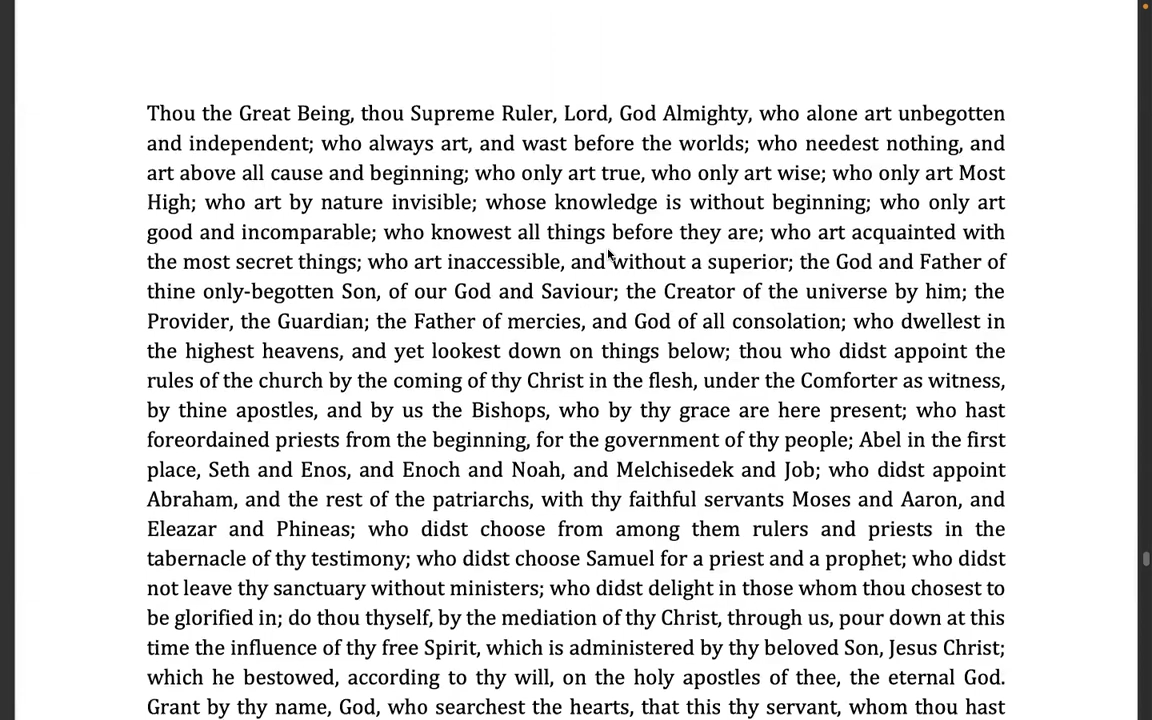 Thou the Great Being, thou Supreme Ruler, Lord, God Almighty, who alone art unbegotten
and independent; who always art, and wast before the worlds; who needest nothing, and
art above all cause and beginning; who only art true, who only art wise; who only art Most
High; who art by nature invisible; whose knowledge is without beginning; who only art
good and incomparable; who knowest all things before they are; who art acquainted with
the most secret things; who art inaccessible, and without a superior; the God and Father of
thine only-begotten Son, of our God and Saviour; the Creator of the universe by him; the
Provider, the Guardian; the Father of mercies, and God of all consolation; who dwellest in
the highest heavens, and yet lookest down on things below; thou who didst appoint the
rules of the church by the coming of thy Christ in the flesh, under the Comforter as witness,
by thine apostles, and by us the Bishops, who by thy grace are here present; who hast
foreordained priests from the beginning, for the government of thy people; Abel in the first
place, Seth and Enos, and Enoch and Noah, and Melchisedek and Job; who didst appoint
Abraham, and the rest of the patriarchs, with thy faithful servants Moses and Aaron, and
Eleazar and Phineas; who didst choose from among them rulers and priests in the
tabernacle of thy testimony; who didst choose Samuel for a priest and a prophet; who didst
not leave thy sanctuary without ministers; who didst delight in those whom thou chosest to
be glorified in; do thou thyself, by the mediation of thy Christ, through us, pour down at this
time the influence of thy free Spirit, which is administered by thy beloved Son, Jesus Christ;
which he bestowed, according to thy will, on the holy apostles of thee, the eternal God.
Grant by thy name, God, who searchest the hearts, that this thy servant, whom thou hast